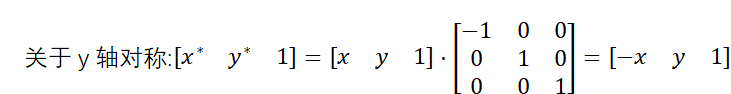 关于 y 轴对称:[x* y* 1] = [x y 1] · [−1 0 0; 0 1 0; 0 0 1] = [−x y 1]